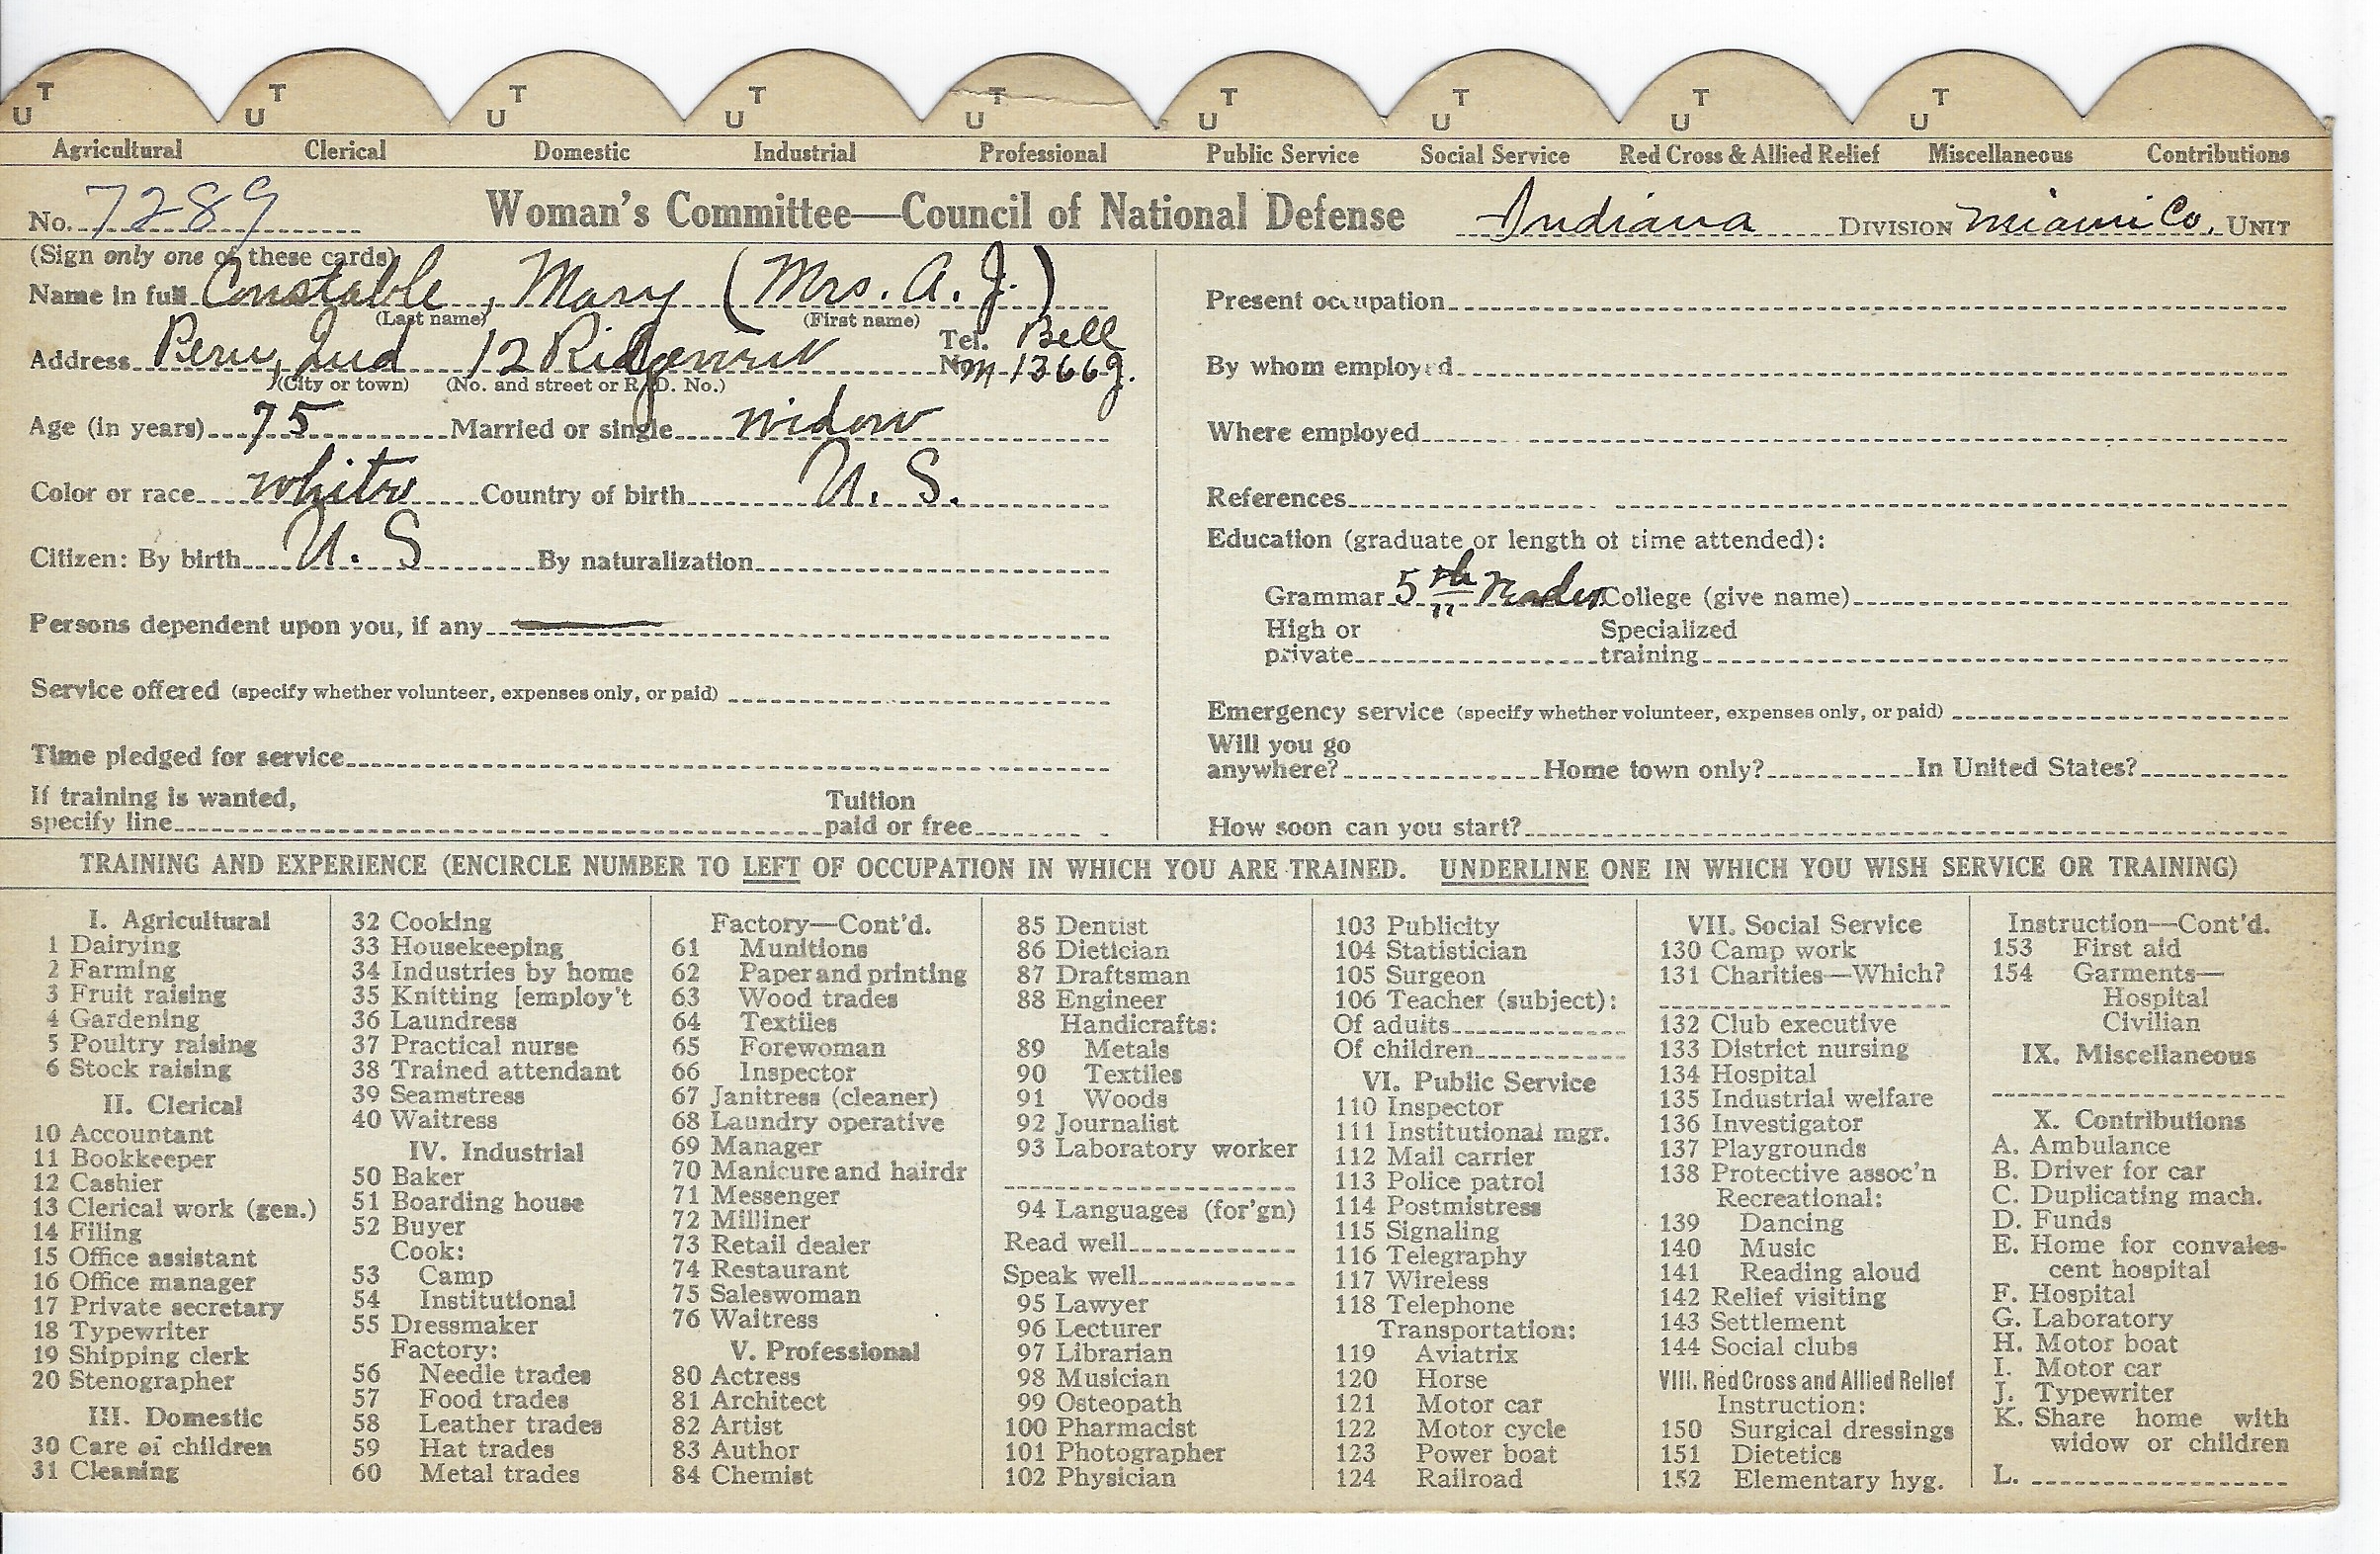 T T T T T T T T T
U U U U U U U U U
Agricultural Clerical Domestic Industrial Professional Public Service Social Service Red Cross & Allied Relief Miscellaneous Contributions
No. 7289 Woman's Committee—Council of National Defense Indiana DIVISION Miami Co. UNIT
(Sign only one of these cards)
Name in full Constable, Mary (Mrs. A. J.)
(Last name) (First name)
Address Peru, Ind 12 Ridgeview Tel. No. Bell M 1366 J.
(City or town) (No. and street or R. D. No.)
Age (in years) 75 Married or single widow
Color or race white Country of birth U. S.
Citizen: By birth U. S By naturalization
Persons dependent upon you, if any —
Service offered (specify whether volunteer, expenses only, or paid)
Time pledged for service
If training is wanted, Tuition
specify line paid or free
Present occupation
By whom employed
Where employed
References
Education (graduate or length of time attended):
Grammar 5th Reader College (give name)
High or Specialized
private training
Emergency service (specify whether volunteer, expenses only, or paid)
Will you go
anywhere? Home town only? In United States?
How soon can you start?
TRAINING AND EXPERIENCE (ENCIRCLE NUMBER TO LEFT OF OCCUPATION IN WHICH YOU ARE TRAINED. UNDERLINE ONE IN WHICH YOU WISH SERVICE OR TRAINING)
I. Agricultural
1 Dairying
2 Farming
3 Fruit raising
4 Gardening
5 Poultry raising
6 Stock raising
II. Clerical
10 Accountant
11 Bookkeeper
12 Cashier
13 Clerical work (gen.)
14 Filing
15 Office assistant
16 Office manager
17 Private secretary
18 Typewriter
19 Shipping clerk
20 Stenographer
III. Domestic
30 Care of children
31 Cleaning
32 Cooking
33 Housekeeping
34 Industries by home
35 Knitting [employ't
36 Laundress
37 Practical nurse
38 Trained attendant
39 Seamstress
40 Waitress
IV. Industrial
50 Baker
51 Boarding house
52 Buyer
Cook:
53 Camp
54 Institutional
55 Dressmaker
Factory:
56 Needle trades
57 Food trades
58 Leather trades
59 Hat trades
60 Metal trades
Factory—Cont'd.
61 Munitions
62 Paper and printing
63 Wood trades
64 Textiles
65 Forewoman
66 Inspector
67 Janitress (cleaner)
68 Laundry operative
69 Manager
70 Manicure and hairdr
71 Messenger
72 Milliner
73 Retail dealer
74 Restaurant
75 Saleswoman
76 Waitress
V. Professional
80 Actress
81 Architect
82 Artist
83 Author
84 Chemist
85 Dentist
86 Dietician
87 Draftsman
88 Engineer
Handicrafts:
89 Metals
90 Textiles
91 Woods
92 Journalist
93 Laboratory worker
94 Languages (for'gn)
Read well
Speak well
95 Lawyer
96 Lecturer
97 Librarian
98 Musician
99 Osteopath
100 Pharmacist
101 Photographer
102 Physician
103 Publicity
104 Statistician
105 Surgeon
106 Teacher (subject):
Of adults
Of children
VI. Public Service
110 Inspector
111 Institutional mgr.
112 Mail carrier
113 Police patrol
114 Postmistress
115 Signaling
116 Telegraphy
117 Wireless
118 Telephone
Transportation:
119 Aviatrix
120 Horse
121 Motor car
122 Motor cycle
123 Power boat
124 Railroad
VII. Social Service
130 Camp work
131 Charities—Which?
132 Club executive
133 District nursing
134 Hospital
135 Industrial welfare
136 Investigator
137 Playgrounds
138 Protective assoc'n
Recreational:
139 Dancing
140 Music
141 Reading aloud
142 Relief visiting
143 Settlement
144 Social clubs
VIII. Red Cross and Allied Relief
Instruction:
150 Surgical dressings
151 Dietetics
152 Elementary hyg.
Instruction—Cont'd.
153 First aid
154 Garments—
Hospital
Civilian
IX. Miscellaneous
X. Contributions
A. Ambulance
B. Driver for car
C. Duplicating mach.
D. Funds
E. Home for convales-
cent hospital
F. Hospital
G. Laboratory
H. Motor boat
I. Motor car
J. Typewriter
K. Share home with
widow or children
L.